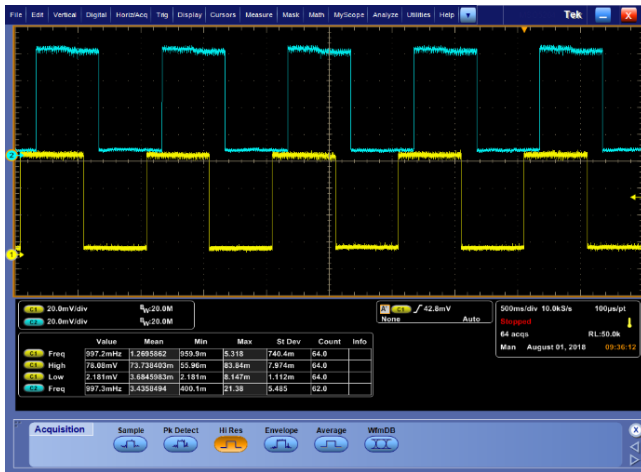 File Edit Vertical Digital Horiz/Acq Trig Display Cursors Measure Mask Math MyScope Analyze Utilities Help Tek X
2
1
C1 20.0mV/div BW:20.0M
C2 20.0mV/div BW:20.0M
A' C1 42.8mV
None Auto
500ms/div 10.0kS/s 100µs/pt
Stopped
64 acqs RL:50.0k
Man August 01, 2018 09:36:12
Value Mean Min Max St Dev Count Info
C1 Freq 997.2mHz 1.2695862 959.9m 5.318 740.4m 64.0
C1 High 78.08mV 73.738403m 55.96m 83.84m 7.974m 64.0
C1 Low 2.181mV 3.6845983m 2.181m 8.147m 1.112m 64.0
C2 Freq 997.3mHz 3.4358494 400.1m 21.38 5.485 62.0
Acquisition
Sample Pk Detect Hi Res Envelope Average WfmDB
X